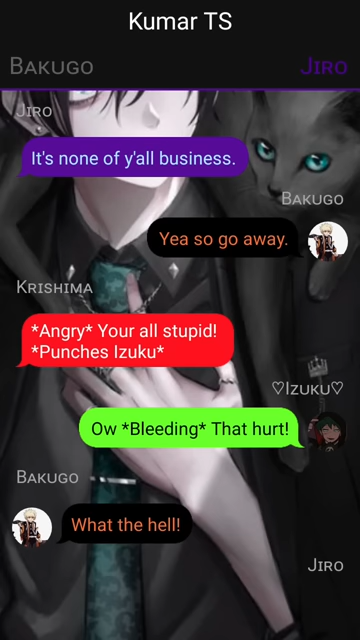 Kumar TS
Bakugo Jiro
Jiro
It's none of y'all business.
Bakugo
Yea so go away.
Krishima
*Angry* Your all stupid!
*Punches Izuku*
♡Izuku♡
Ow *Bleeding* That hurt!
Bakugo
What the hell!
Jiro